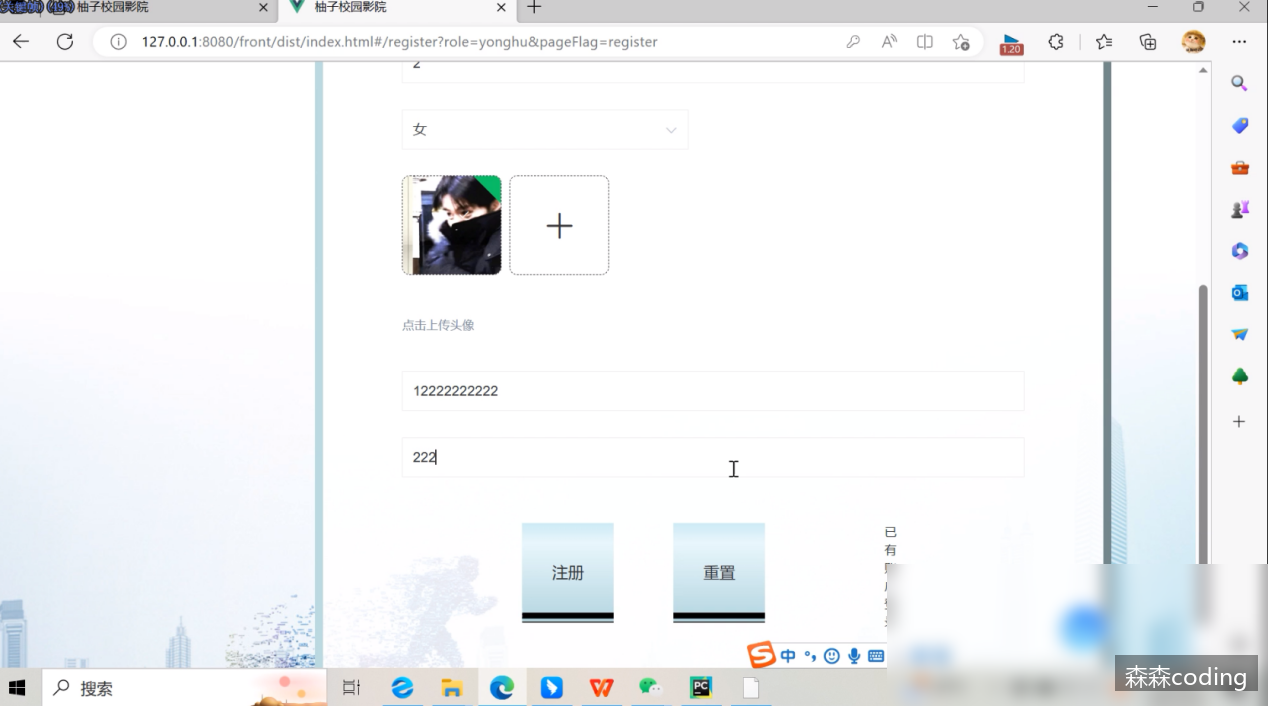 柚子校园影院
柚子校园影院
127.0.0.1:8080/front/dist/index.html#/register?role=yonghu&pageFlag=register
1.20
2
女
点击上传头像
12222222222
222
注册
重置
已
有
中
搜索
PC
森森coding